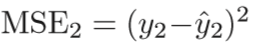 MSE₂ = (y₂−ŷ₂)²